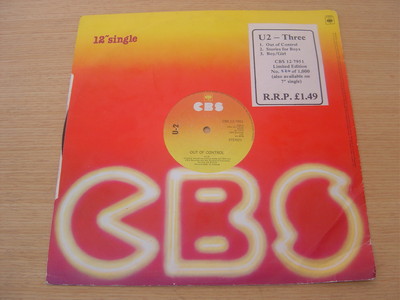 12" single
U2 – Three
1. Out of Control
2. Stories for Boys
3. Boy/Girl
CBS 12-7951
Limited Edition
of 1,000
(also available on
7" single)
R.R.P. £1.49
CBS
U-2
OUT OF CONTROL
CBS